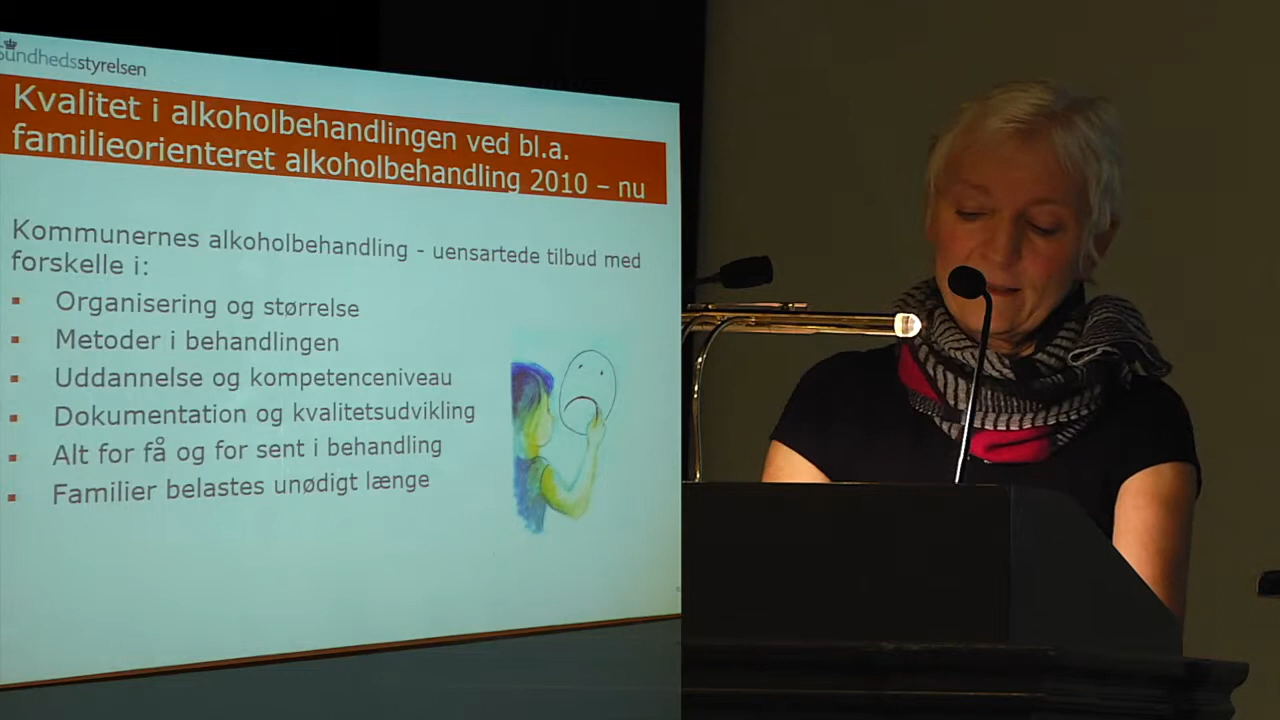 Sundhedsstyrelsen
Kvalitet i alkoholbehandlingen ved bl.a.
familieorienteret alkoholbehandling 2010 – nu
Kommunernes alkoholbehandling - uensartede tilbud med
forskelle i:
▪ Organisering og størrelse
▪ Metoder i behandlingen
▪ Uddannelse og kompetenceniveau
▪ Dokumentation og kvalitetsudvikling
▪ Alt for få og for sent i behandling
▪ Familier belastes unødigt længe